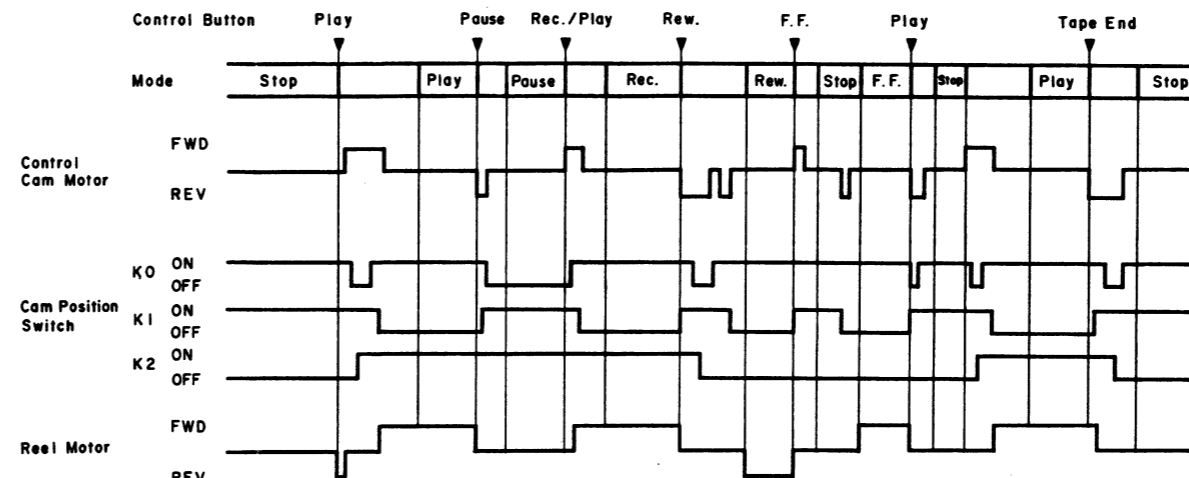 Control Button Play Pause Rec./Play Rew. F.F. Play Tape End
Mode Stop Play Pause Rec. Rew. Stop F.F. Stop Play Stop
Control
Cam Motor
FWD
REV
Cam Position
Switch
K0 ON
OFF
K1 ON
OFF
K2 ON
OFF
Reel Motor
FWD
REV